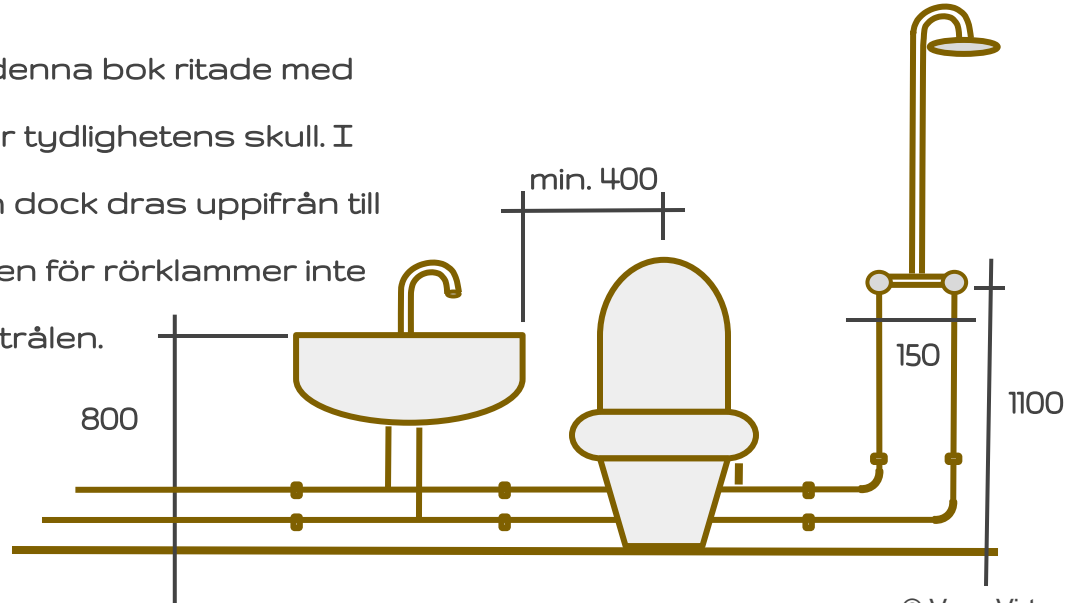 denna bok ritade med
r tydlighetens skull. I
dock dras uppifrån till
en för rörklammer inte
trålen.
min. 400
150
800
1100